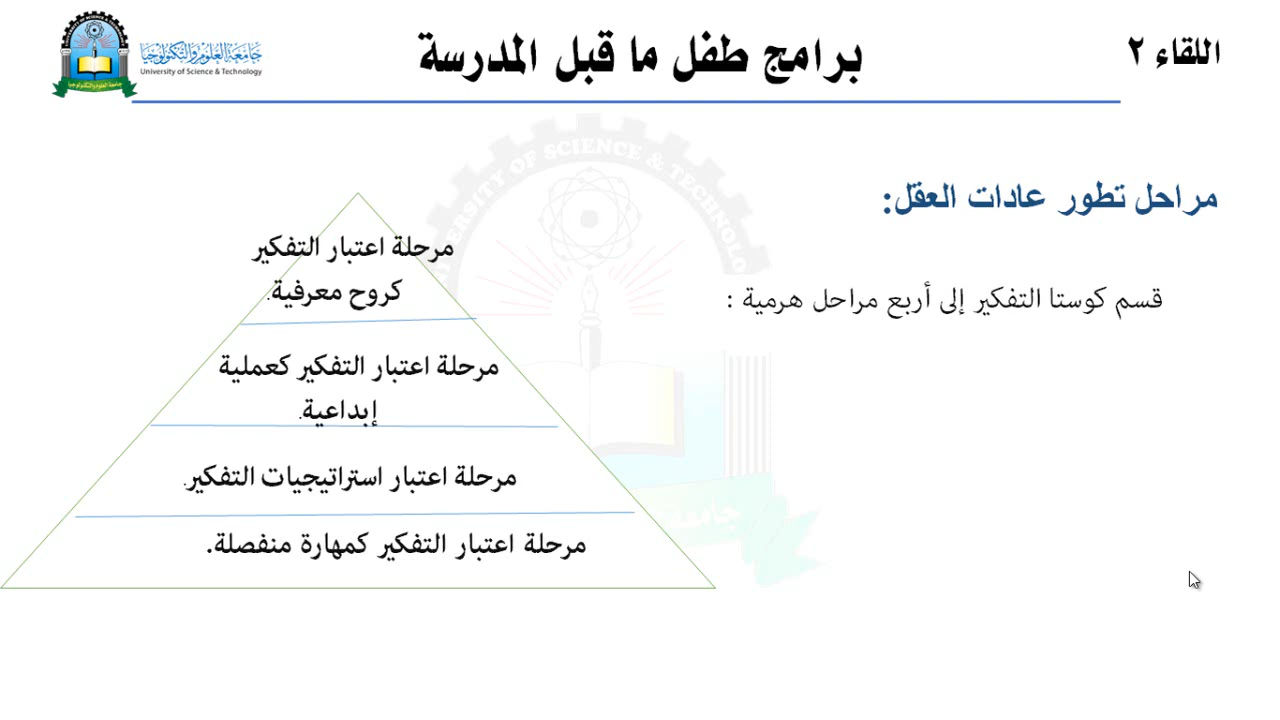 اللقاء ٢
برامج طفل ما قبل المدرسة
جامعة العلوم والتكنولوجيا
University of Science & Technology
مراحل تطور عادات العقل:
قسم كوستا التفكير إلى أربع مراحل هرمية :
مرحلة اعتبار التفكير
كروح معرفية.
مرحلة اعتبار التفكير كعملية
إبداعية.
مرحلة اعتبار استراتيجيات التفكير.
مرحلة اعتبار التفكير كمهارة منفصلة.